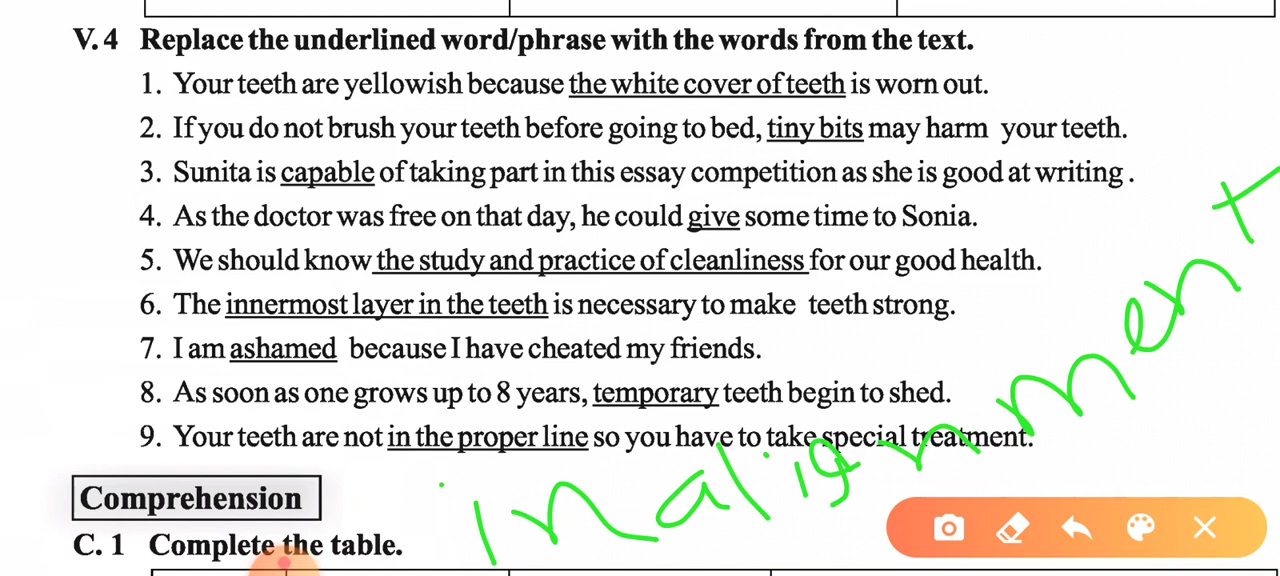 V. 4 Replace the underlined word/phrase with the words from the text.
1. Your teeth are yellowish because the white cover of teeth is worn out.
2. If you do not brush your teeth before going to bed, tiny bits may harm your teeth.
3. Sunita is capable of taking part in this essay competition as she is good at writing .
4. As the doctor was free on that day, he could give some time to Sonia.
5. We should know the study and practice of cleanliness for our good health.
6. The innermost layer in the teeth is necessary to make teeth strong.
7. I am ashamed because I have cheated my friends.
8. As soon as one grows up to 8 years, temporary teeth begin to shed.
9. Your teeth are not in the proper line so you have to take special treatment.
in alignment
Comprehension
C. 1 Complete the table.